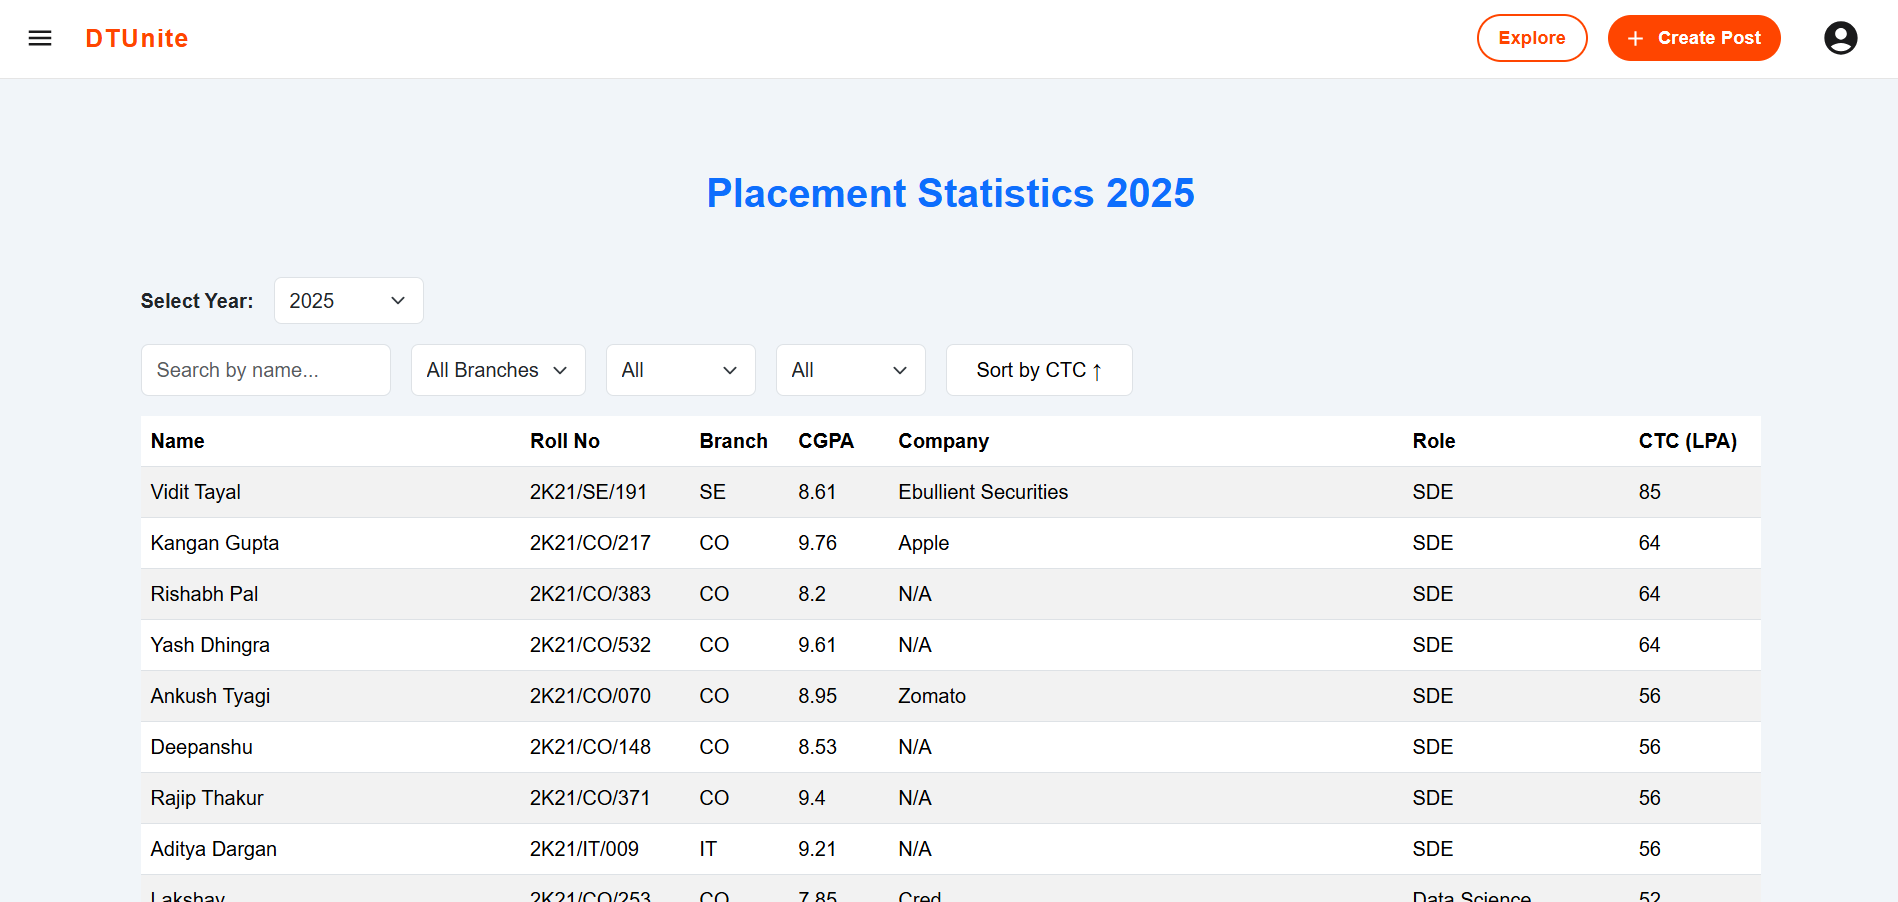 DTUnite
Explore
+ Create Post
Placement Statistics 2025
Select Year: 2025
Search by name... All Branches All All Sort by CTC ↑
Name Roll No Branch CGPA Company Role CTC (LPA)
Vidit Tayal 2K21/SE/191 SE 8.61 Ebullient Securities SDE 85
Kangan Gupta 2K21/CO/217 CO 9.76 Apple SDE 64
Rishabh Pal 2K21/CO/383 CO 8.2 N/A SDE 64
Yash Dhingra 2K21/CO/532 CO 9.61 N/A SDE 64
Ankush Tyagi 2K21/CO/070 CO 8.95 Zomato SDE 56
Deepanshu 2K21/CO/148 CO 8.53 N/A SDE 56
Rajip Thakur 2K21/CO/371 CO 9.4 N/A SDE 56
Aditya Dargan 2K21/IT/009 IT 9.21 N/A SDE 56
Lakshay 2K21/CO/253 CO 7.85 Cred Data Science 52